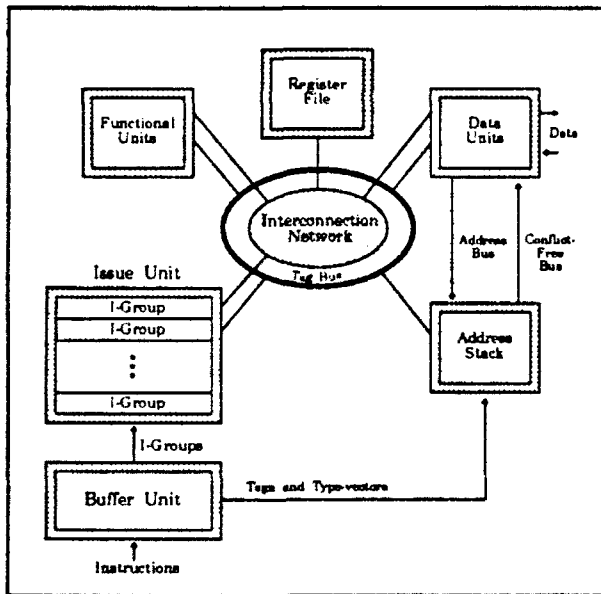 Register
File
Functional
Units
Data
Units
Data
Interconnection
Network
Tag Bus
Address
Bus
Conflict-
Free
Bus
Issue Unit
I-Group
I-Group
I-Group
Address
Stack
I-Groups
Buffer Unit
Tags and Type-vectors
Instructions